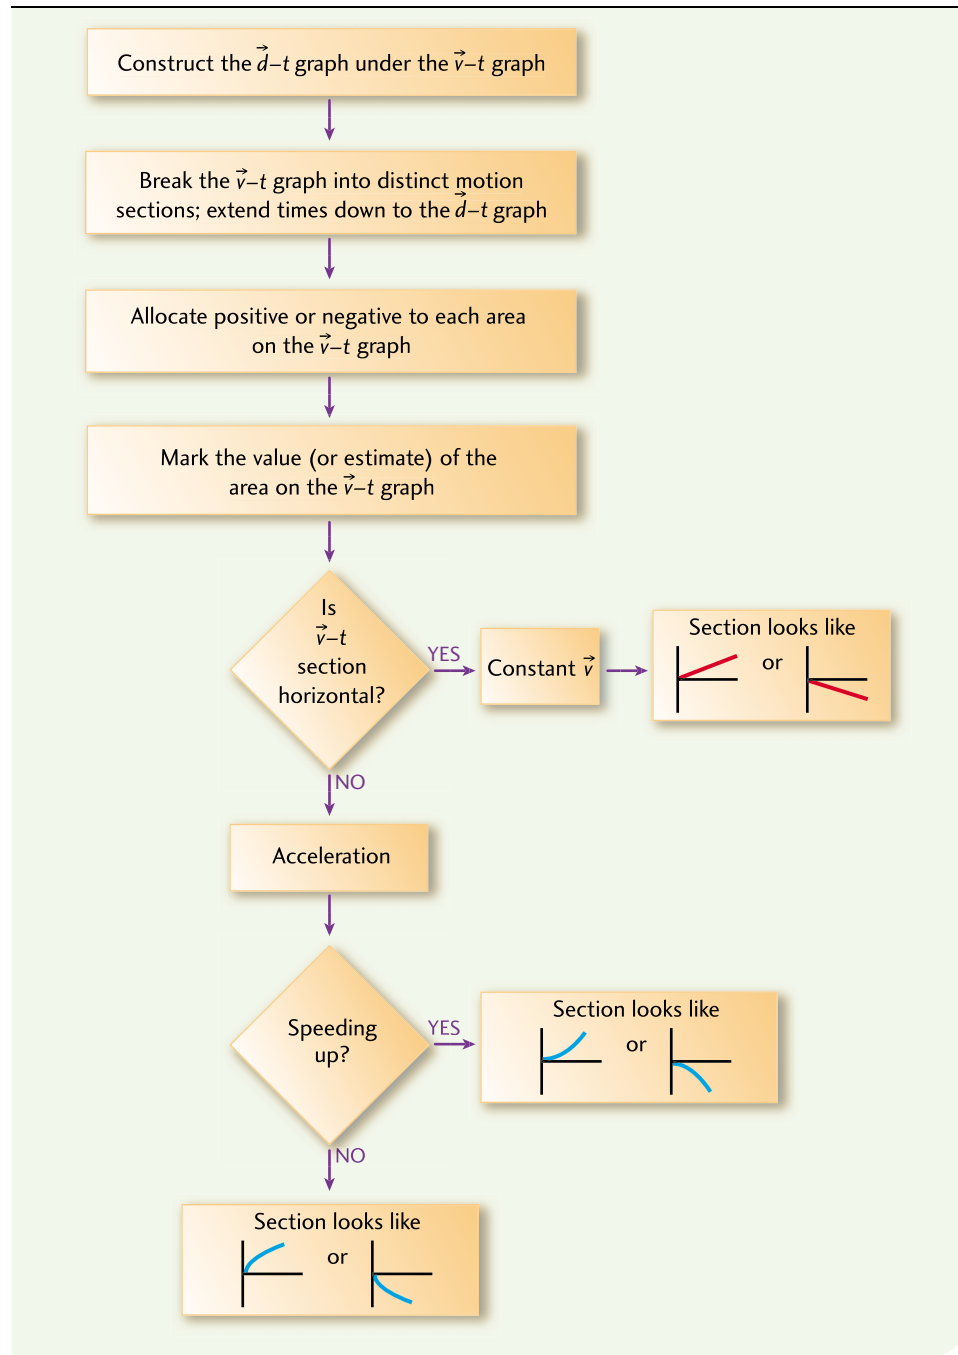 Construct the d⃗–t graph under the v⃗–t graph
Break the v⃗–t graph into distinct motion
sections; extend times down to the d⃗–t graph
Allocate positive or negative to each area
on the v⃗–t graph
Mark the value (or estimate) of the
area on the v⃗–t graph
Is
v⃗–t
section
horizontal?
YES
Constant v⃗
Section looks like
or
NO
Acceleration
Speeding
up?
YES
Section looks like
or
NO
Section looks like
or